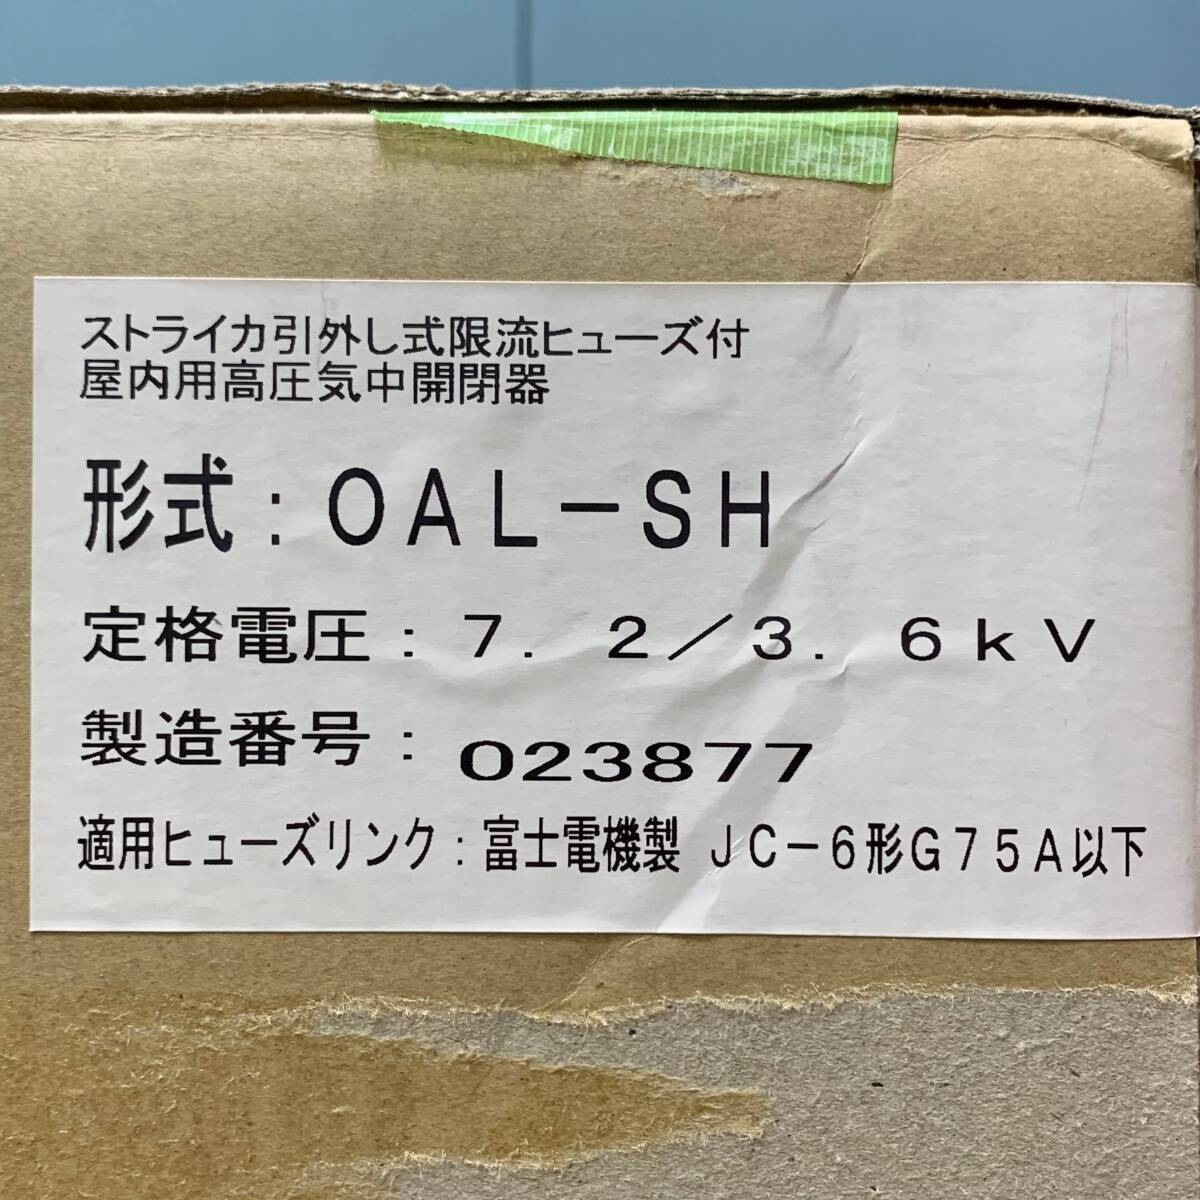 ストライカ引外し式限流ヒューズ付
屋内用高圧気中開閉器
形式：ＯＡＬ－ＳＨ
定格電圧：７．２／３．６ｋＶ
製造番号：023877
適用ヒューズリンク：富士電機製 ＪＣ－６形Ｇ７５Ａ以下